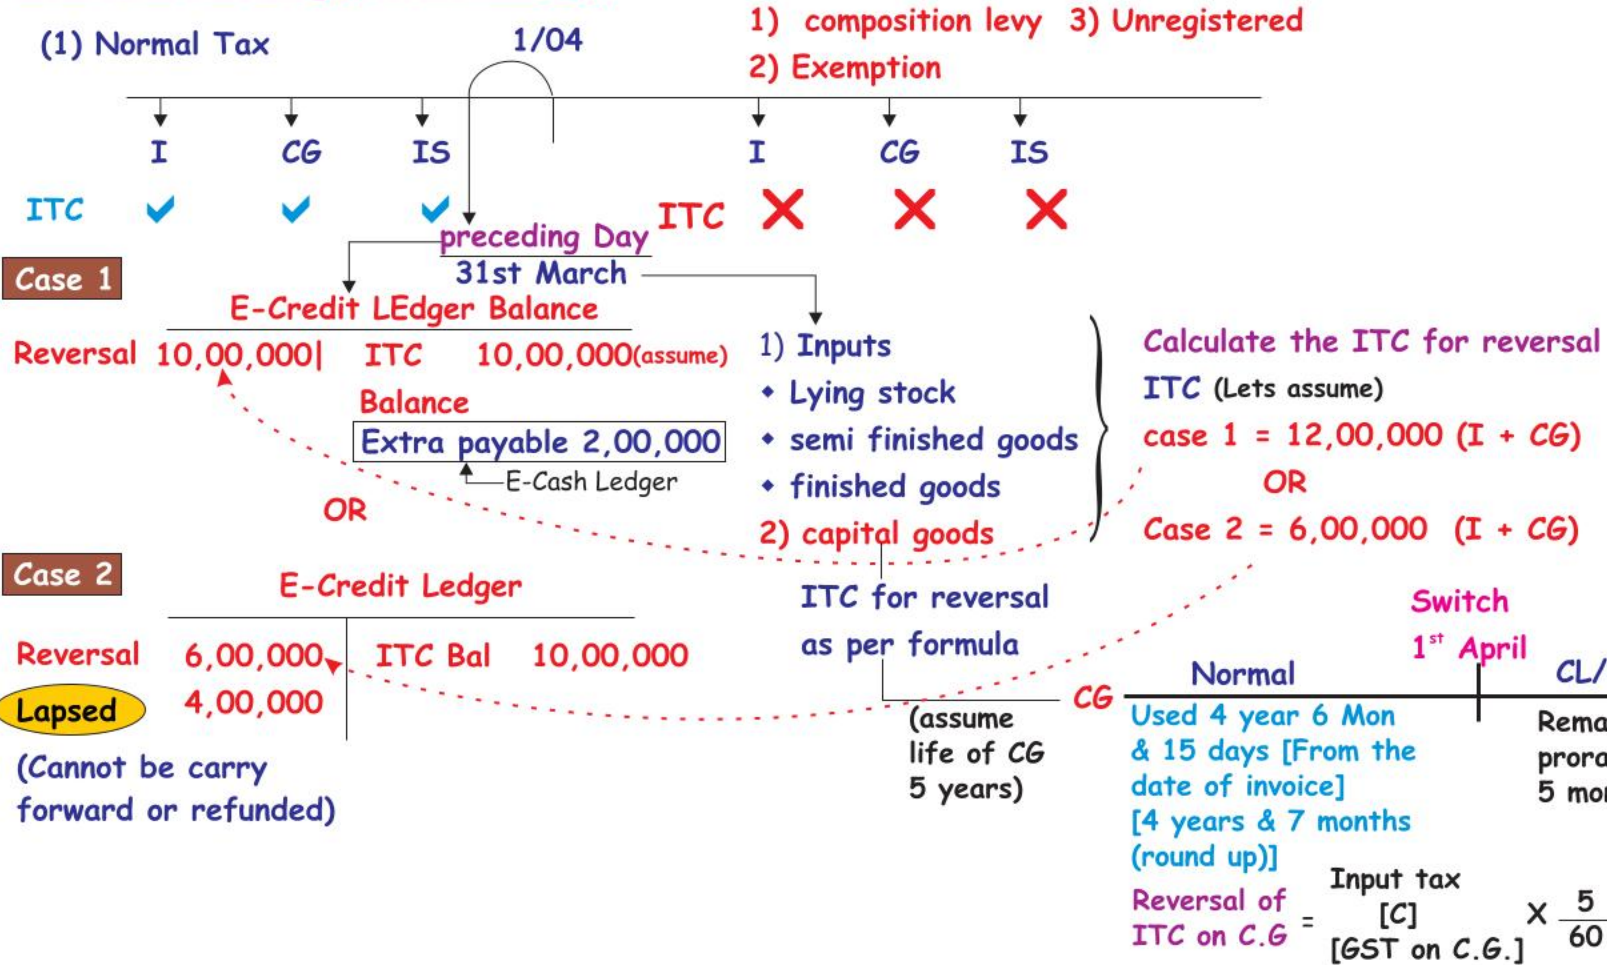 (1) Normal Tax
1/04
1) composition levy 3) Unregistered
2) Exemption
I CG IS
I CG IS
ITC
ITC
preceding Day
31st March
Case 1
E-Credit LEdger Balance
Reversal 10,00,000| ITC 10,00,000(assume)
Balance
Extra payable 2,00,000
E-Cash Ledger
OR
1) Inputs
◆ Lying stock
◆ semi finished goods
◆ finished goods
2) capital goods
Calculate the ITC for reversal
ITC (Lets assume)
case 1 = 12,00,000 (I + CG)
OR
Case 2 = 6,00,000 (I + CG)
Case 2
E-Credit Ledger
Reversal 6,00,000 ITC Bal 10,00,000
Lapsed 4,00,000
(Cannot be carry
forward or refunded)
ITC for reversal
as per formula
(assume
life of CG
5 years)
CG
Switch
1st April
Normal
CL/
Used 4 year 6 Mon
& 15 days [From the
date of invoice]
[4 years & 7 months
(round up)]
Rema
prora
5 mo
Reversal of
ITC on C.G
=
Input tax
[C]
[GST on C.G.]
X 5
60